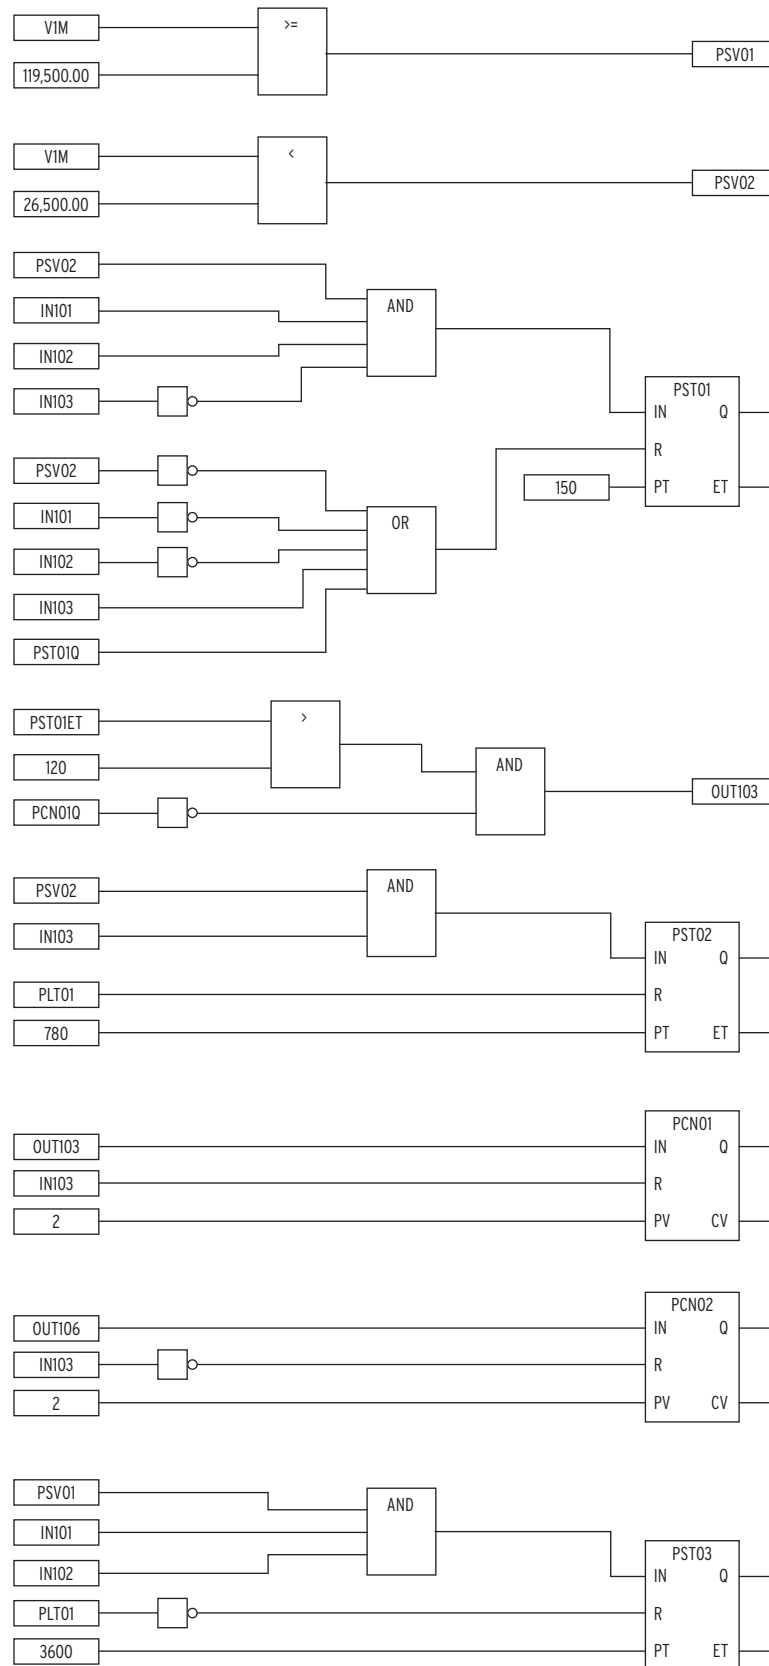 V1M
>=
119,500.00
PSV01
V1M
<
26,500.00
PSV02
PSV02
IN101
IN102
IN103
AND
PSV02
IN101
IN102
IN103
PST01Q
OR
150
PST01
IN Q
R
PT ET
PST01ET
120
PCN01Q
>
AND
OUT103
PSV02
IN103
AND
PLT01
780
PST02
IN Q
R
PT ET
OUT103
IN103
2
PCN01
IN Q
R
PV CV
OUT106
IN103
2
PCN02
IN Q
R
PV CV
PSV01
IN101
IN102
AND
PLT01
3600
PST03
IN Q
R
PT ET